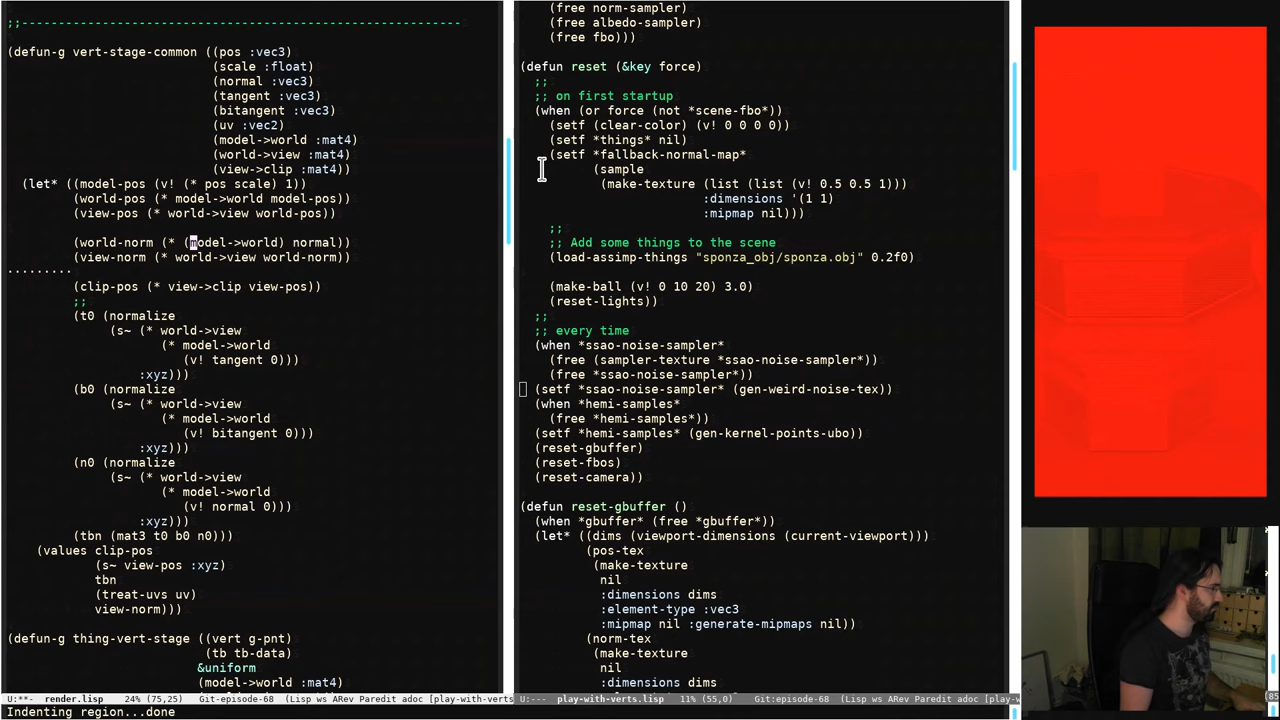 ;;------------------------------------------------------------
(defun-g vert-stage-common ((pos :vec3)
(scale :float)
(normal :vec3)
(tangent :vec3)
(bitangent :vec3)
(uv :vec2)
(model->world :mat4)
(world->view :mat4)
(view->clip :mat4))
(let* ((model-pos (v! (* pos scale) 1))
(world-pos (* model->world model-pos))
(view-pos (* world->view world-pos))
(world-norm (* (model->world) normal))
(view-norm (* world->view world-norm))
.........
(clip-pos (* view->clip view-pos))
;;
(t0 (normalize
(s~ (* world->view
(* model->world
(v! tangent 0)))
:xyz)))
(b0 (normalize
(s~ (* world->view
(* model->world
(v! bitangent 0)))
:xyz)))
(n0 (normalize
(s~ (* world->view
(* model->world
(v! normal 0)))
:xyz)))
(tbn (mat3 t0 b0 n0)))
(values clip-pos
(s~ view-pos :xyz)
tbn
(treat-uvs uv)
view-norm)))
(defun-g thing-vert-stage ((vert g-pnt)
(tb tb-data)
&uniform
(model->world :mat4)
U:**-  render.lisp     24% (75,25)     Git-episode-68   (Lisp ws ARev Paredit adoc [play-with-verts
Indenting region...done
(free norm-sampler)
(free albedo-sampler)
(free fbo)))
(defun reset (&key force)
;;
;; on first startup
(when (or force (not *scene-fbo*))
(setf (clear-color) (v! 0 0 0 0))
(setf *things* nil)
(setf *fallback-normal-map*
(sample
(make-texture (list (list (v! 0.5 0.5 1)))
:dimensions '(1 1)
:mipmap nil)))
;;
;; Add some things to the scene
(load-assimp-things "sponza_obj/sponza.obj" 0.2f0)
(make-ball (v! 0 10 20) 3.0)
(reset-lights))
;;
;; every time
(when *ssao-noise-sampler*
(free (sampler-texture *ssao-noise-sampler*))
(free *ssao-noise-sampler*))
(setf *ssao-noise-sampler* (gen-weird-noise-tex))
(when *hemi-samples*
(free *hemi-samples*))
(setf *hemi-samples* (gen-kernel-points-ubo))
(reset-gbuffer)
(reset-fbos)
(reset-camera))
(defun reset-gbuffer ()
(when *gbuffer* (free *gbuffer*))
(let* ((dims (viewport-dimensions (current-viewport)))
(pos-tex
(make-texture
nil
:dimensions dims
:element-type :vec3
:mipmap nil :generate-mipmaps nil))
(norm-tex
(make-texture
nil
:dimensions dims
U:---  play-with-verts.lisp   11% (55,0)     Git:episode-68   (Lisp ws ARev Paredit adoc [play-w
(85